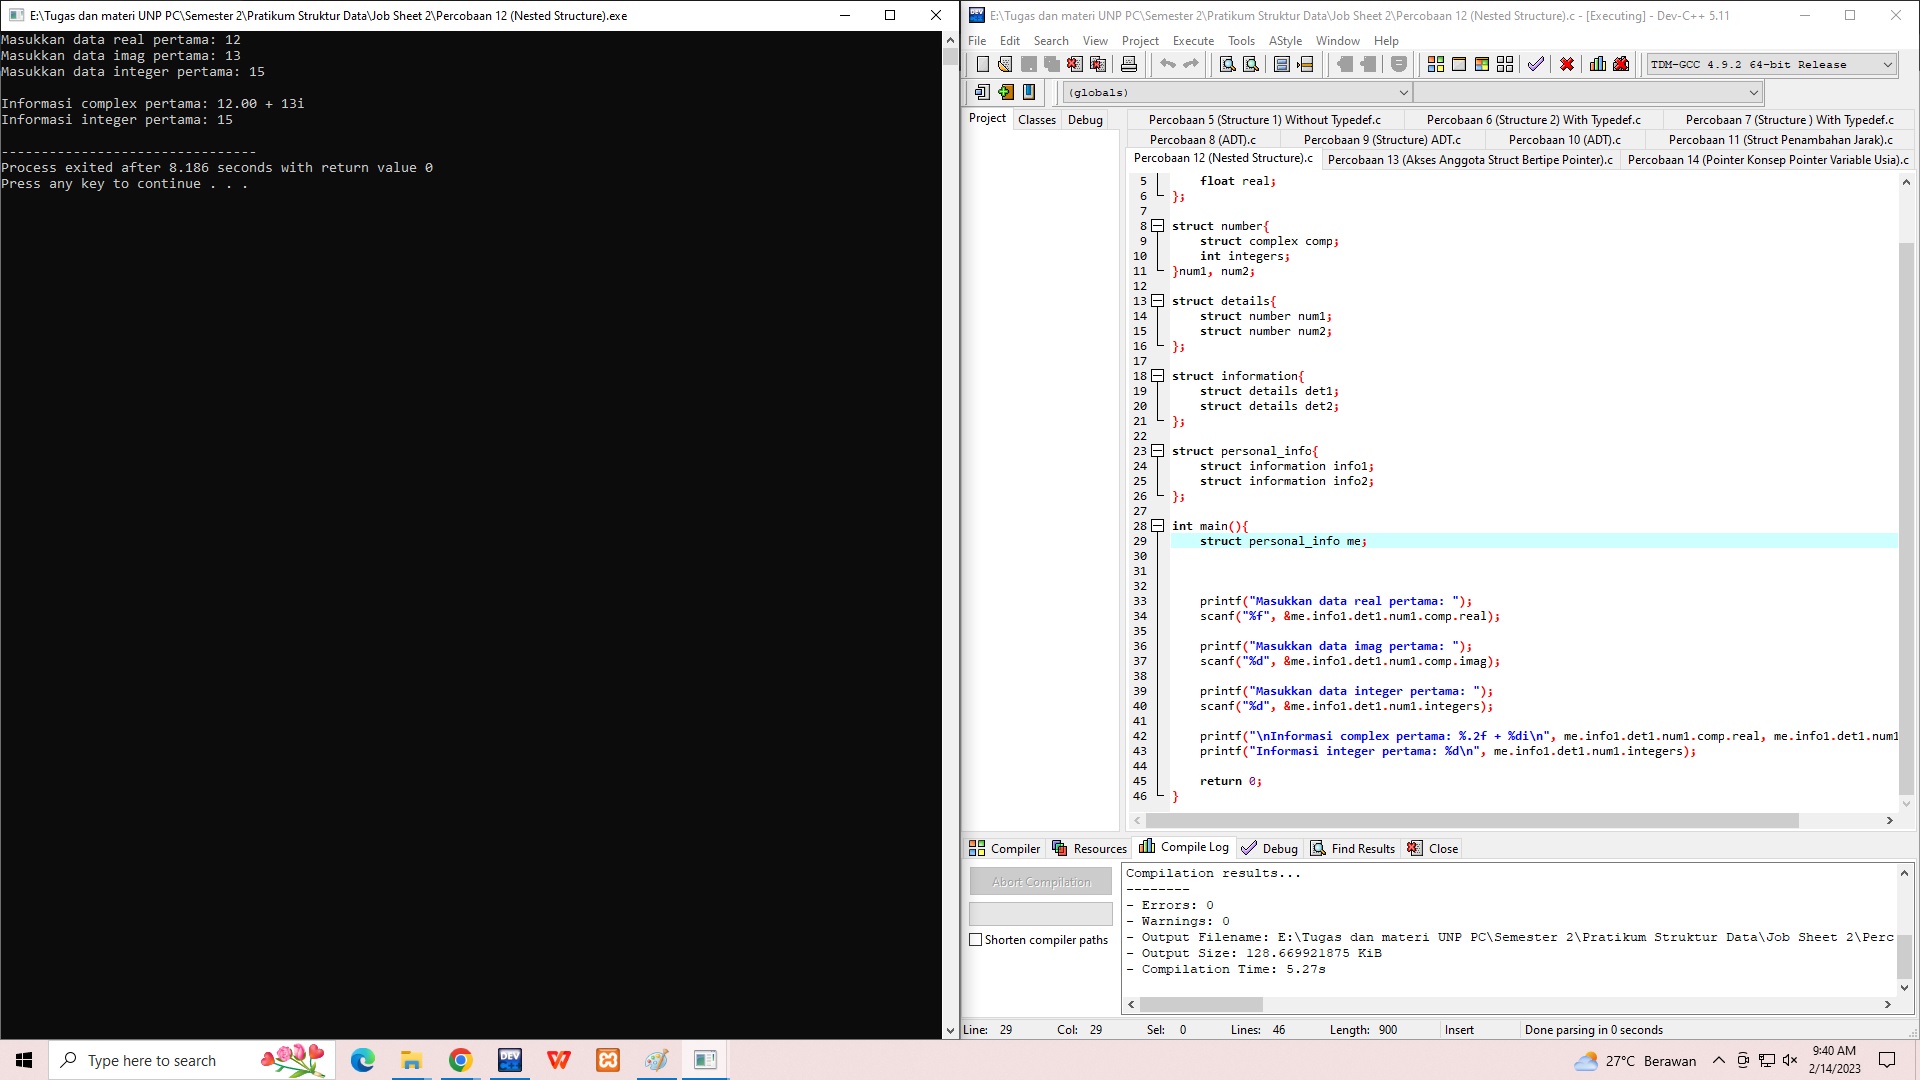 E:\Tugas dan materi UNP PC\Semester 2\Pratikum Struktur Data\Job Sheet 2\Percobaan 12 (Nested Structure).exe
Masukkan data real pertama: 12
Masukkan data imag pertama: 13
Masukkan data integer pertama: 15
Informasi complex pertama: 12.00 + 13i
Informasi integer pertama: 15
--------------------------------
Process exited after 8.186 seconds with return value 0
Press any key to continue . . .
E:\Tugas dan materi UNP PC\Semester 2\Pratikum Struktur Data\Job Sheet 2\Percobaan 12 (Nested Structure).c - [Executing] - Dev-C++ 5.11
File Edit Search View Project Execute Tools AStyle Window Help
TDM-GCC 4.9.2 64-bit Release
(globals)
Project Classes Debug
Percobaan 5 (Structure 1) Without Typedef.c Percobaan 6 (Structure 2) With Typedef.c Percobaan 7 (Structure ) With Typedef.c
Percobaan 8 (ADT).c Percobaan 9 (Structure) ADT.c Percobaan 10 (ADT).c Percobaan 11 (Struct Penambahan Jarak).c
Percobaan 12 (Nested Structure).c Percobaan 13 (Akses Anggota Struct Bertipe Pointer).c Percobaan 14 (Pointer Konsep Pointer Variable Usia).c
5 float real;
6 };
7
8 struct number{
9 struct complex comp;
10 int integers;
11 }num1, num2;
12
13 struct details{
14 struct number num1;
15 struct number num2;
16 };
17
18 struct information{
19 struct details det1;
20 struct details det2;
21 };
22
23 struct personal_info{
24 struct information info1;
25 struct information info2;
26 };
27
28 int main(){
29 struct personal_info me;
30
31
32
33 printf("Masukkan data real pertama: ");
34 scanf("%f", &me.info1.det1.num1.comp.real);
35
36 printf("Masukkan data imag pertama: ");
37 scanf("%d", &me.info1.det1.num1.comp.imag);
38
39 printf("Masukkan data integer pertama: ");
40 scanf("%d", &me.info1.det1.num1.integers);
41
42 printf("\nInformasi complex pertama: %.2f + %di\n", me.info1.det1.num1.comp.real, me.info1.det1.num1
43 printf("Informasi integer pertama: %d\n", me.info1.det1.num1.integers);
44
45 return 0;
46 }
Compiler Resources Compile Log Debug Find Results Close
Abort Compilation
Shorten compiler paths
Compilation results...
--------
- Errors: 0
- Warnings: 0
- Output Filename: E:\Tugas dan materi UNP PC\Semester 2\Pratikum Struktur Data\Job Sheet 2\Perc
- Output Size: 128.669921875 KiB
- Compilation Time: 5.27s
Line: 29 Col: 29 Sel: 0 Lines: 46 Length: 900 Insert Done parsing in 0 seconds
Type here to search
DEV
27°C Berawan
9:40 AM
2/14/2023